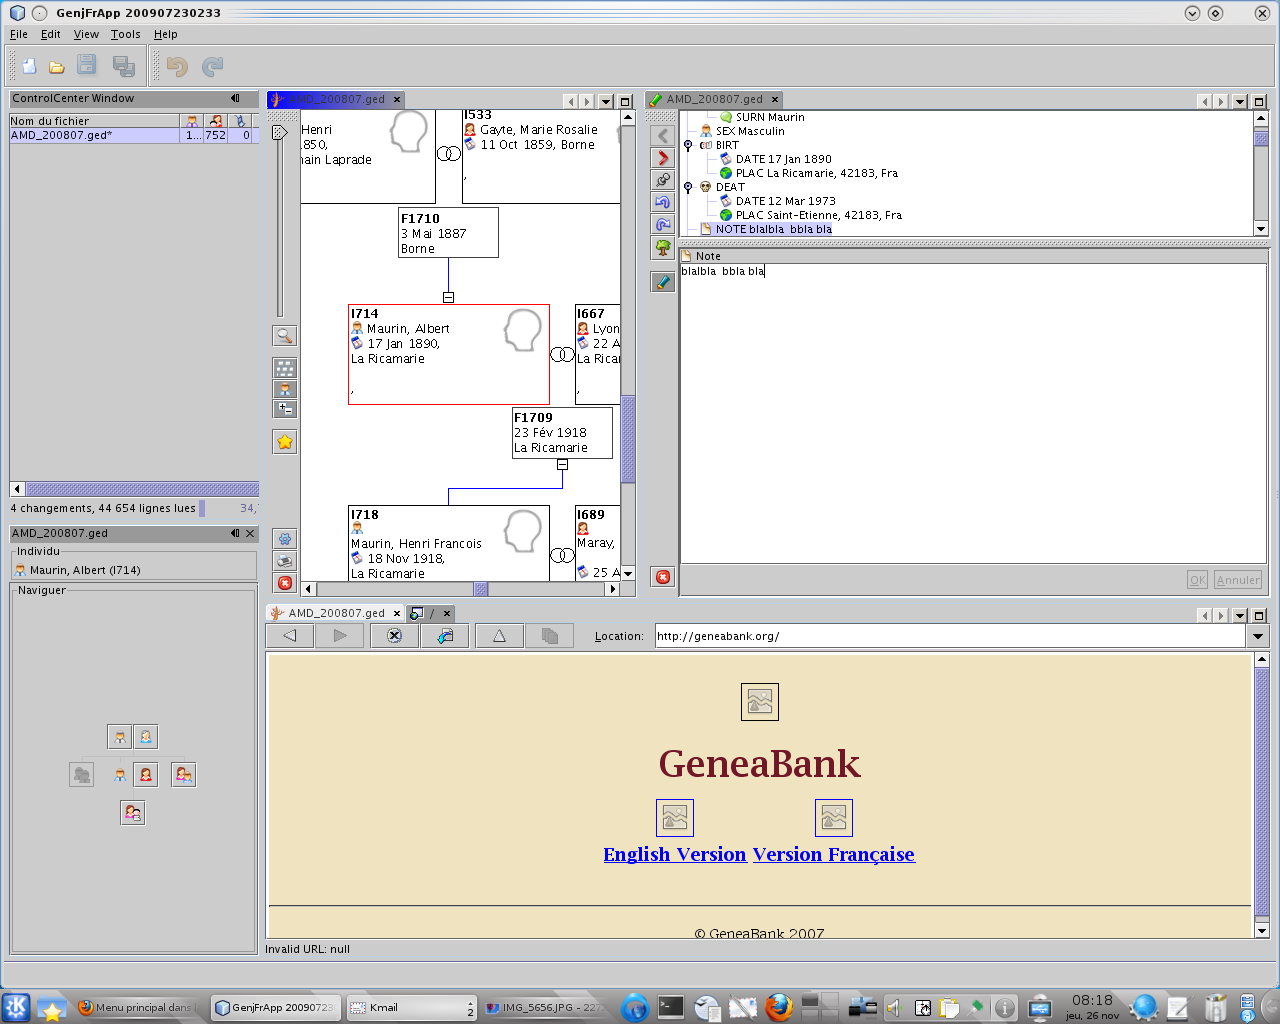 GenjFrApp 200907230233
File Edit View Tools Help
ControlCenter Window
Nom du fichier
AMD_200807.ged* 1... 752 0
4 changements, 44 654 lignes lues 34,
AMD_200807.ged
Individu
Maurin, Albert (I714)
Naviguer
AMD_200807.ged
Henri
1850,
hain Laprade
I533
Gayte, Marie Rosalie
11 Oct 1859, Borne
,
F1710
3 Mai 1887
Borne
I714
Maurin, Albert
17 Jan 1890,
La Ricamarie
,
I667
Lyon
22 A
La Rica
,
F1709
23 Fév 1918
La Ricamarie
I718
Maurin, Henri Francois
18 Nov 1918,
La Ricamarie
I689
Maray,
25 A
AMD_200807.ged
SURN Maurin
SEX Masculin
BIRT
DATE 17 Jan 1890
PLAC La Ricamarie, 42183, Fra
DEAT
DATE 12 Mar 1973
PLAC Saint-Etienne, 42183, Fra
NOTE blalbla  bbla bla
Note
blalbla  bbla bla
OK Annuler
AMD_200807.ged /
Location: http://geneabank.org/
GeneaBank
English Version Version Française
© GeneaBank 2007
Invalid URL: null
Menu principal dans
GenjFrApp 2009072
Kmail 2
IMG_5656.JPG - 22
08:18
jeu, 26 nov